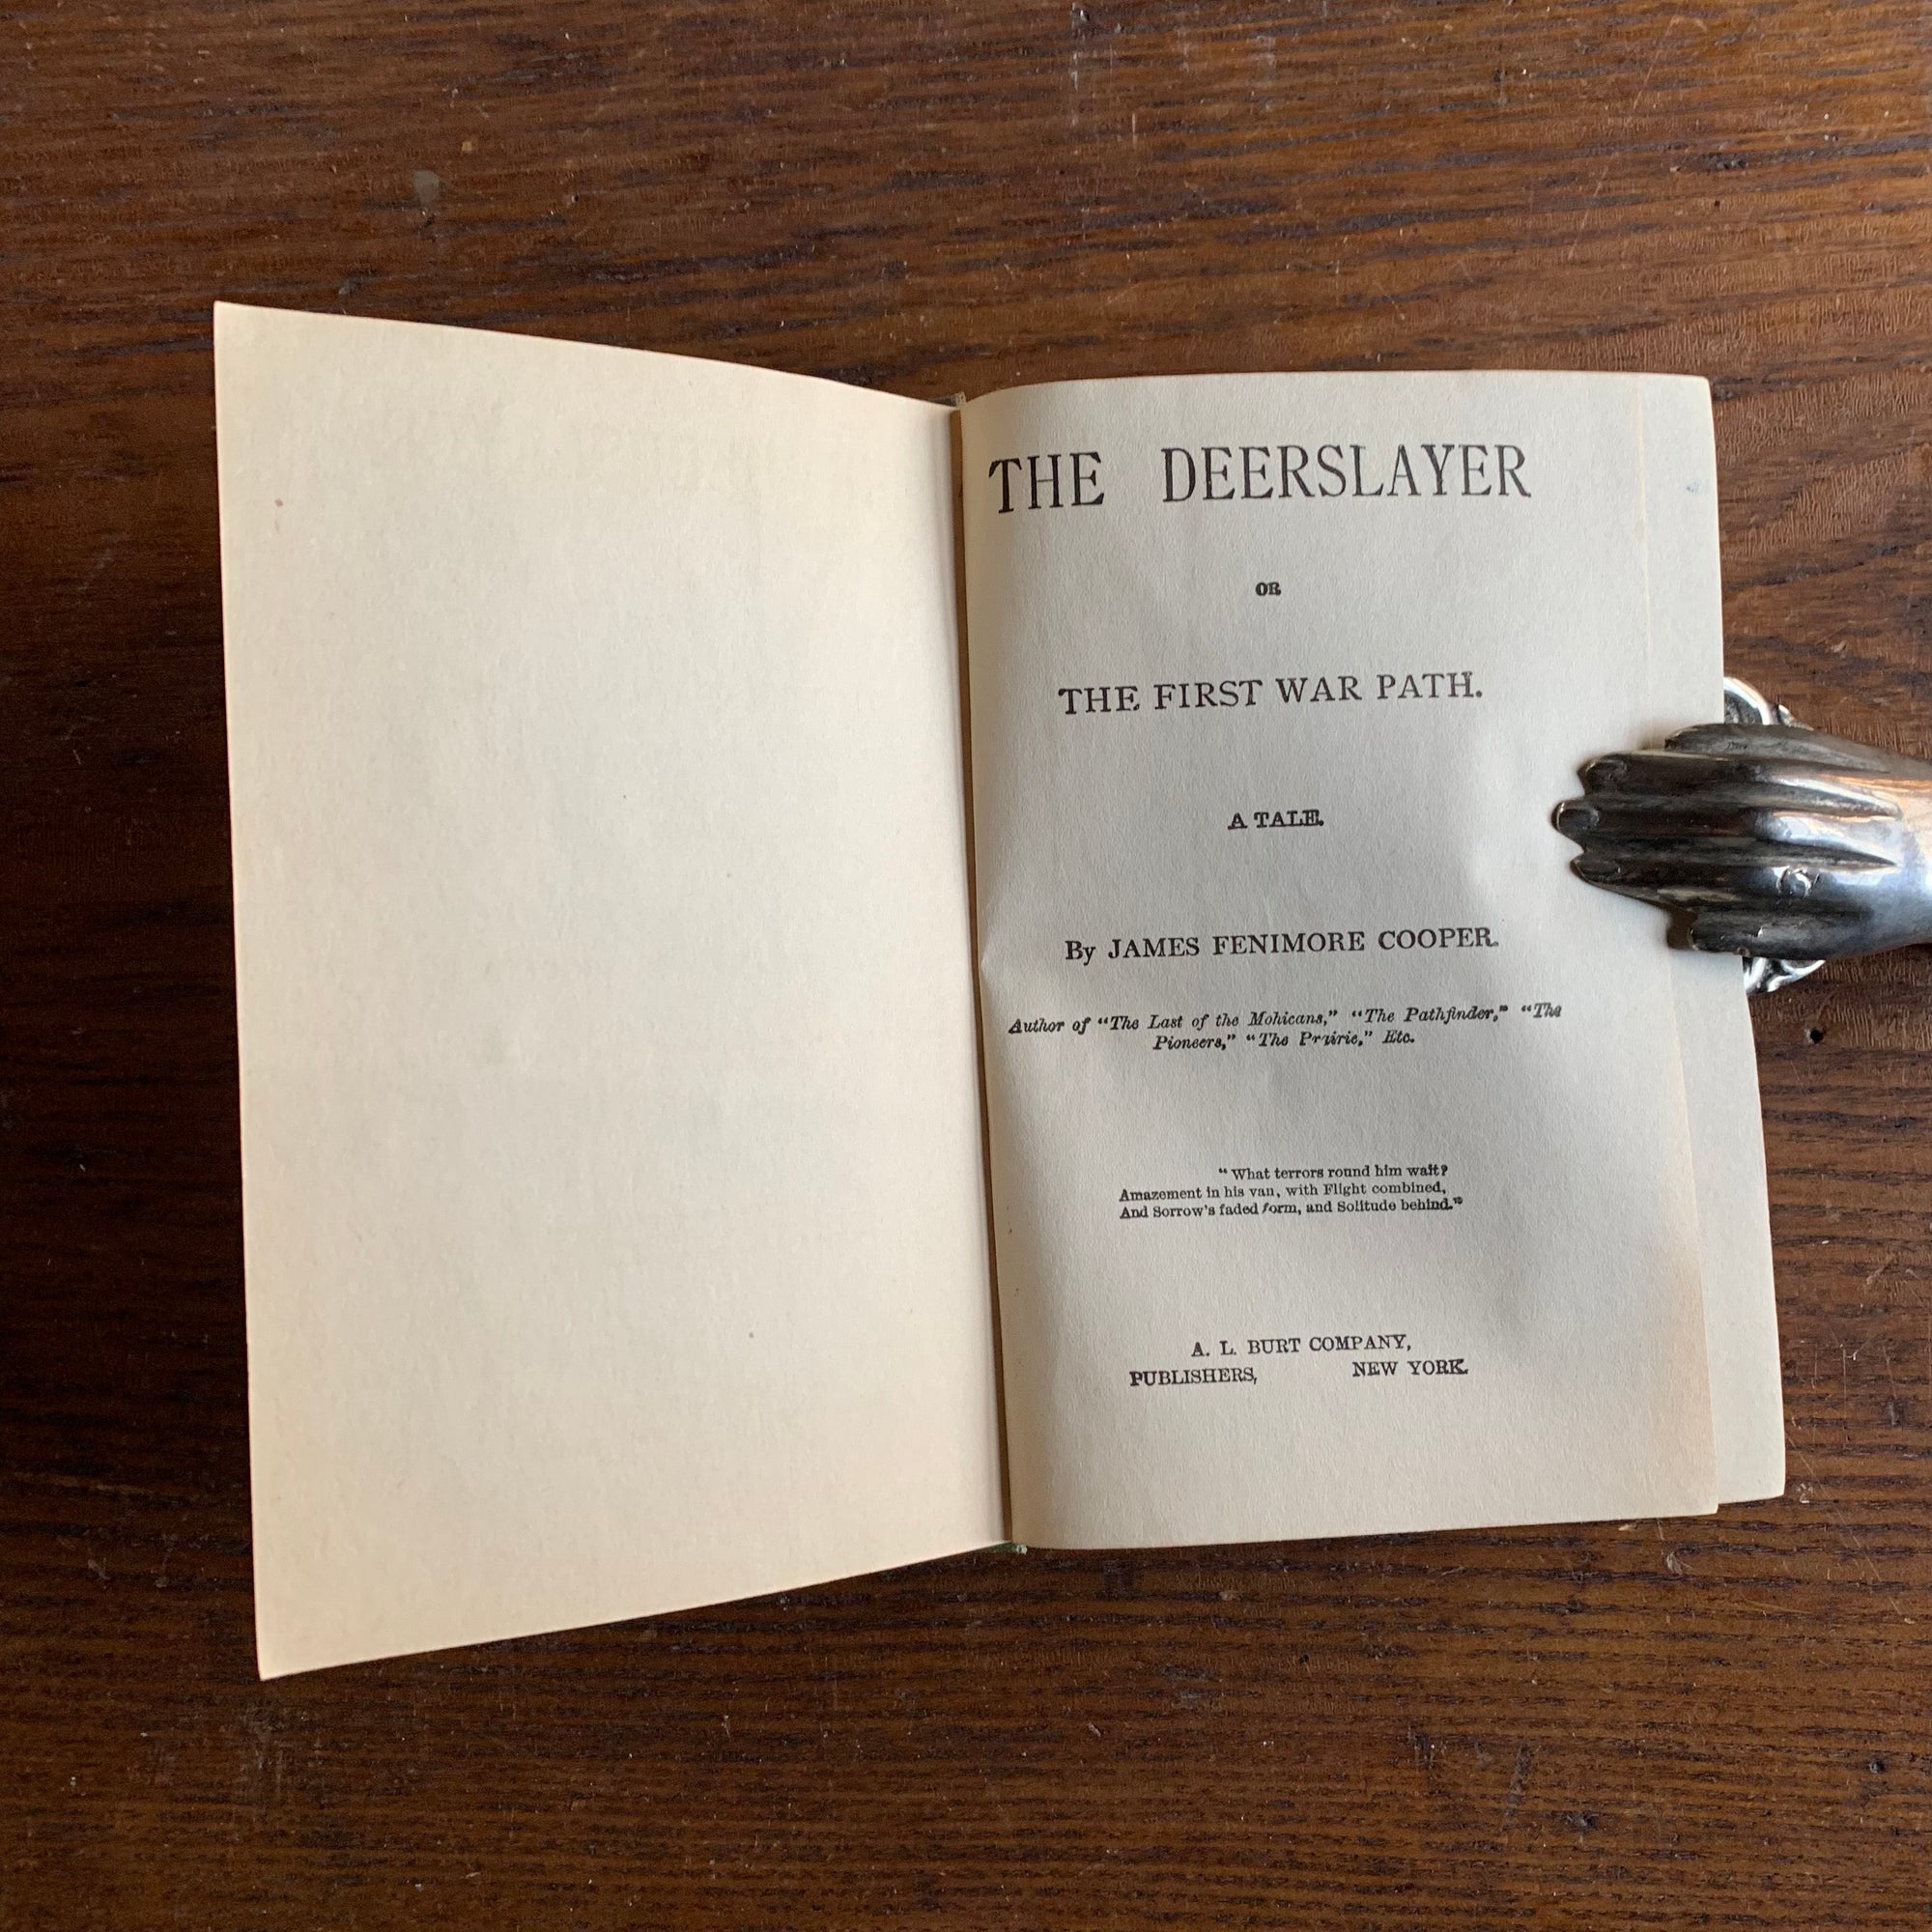 THE DEERSLAYER
OR
THE FIRST WAR PATH.
A TALE.
By JAMES FENIMORE COOPER.
Author of "The Last of the Mohicans," "The Pathfinder," "The
Pioneers," "The Prairie," Etc.
"What terrors round him wait?
Amazement in his van, with Flight combined,
And Sorrow's faded form, and Solitude behind."
A. L. BURT COMPANY,
PUBLISHERS, NEW YORK.